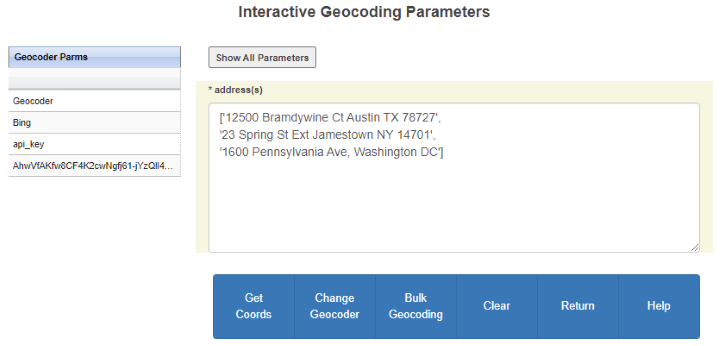 Interactive Geocoding Parameters
Geocoder Parms
Geocoder
Bing
api_key
AhwVfAKfw8CF4K2cwNgfj61-jYzQIl4...
Show All Parameters
* address(s)
['12500 Bramdywine Ct Austin TX 78727',
'23 Spring St Ext Jamestown NY 14701',
'1600 Pennsylvania Ave, Washington DC']
Get
Coords
Change
Geocoder
Bulk
Geocoding
Clear
Return
Help